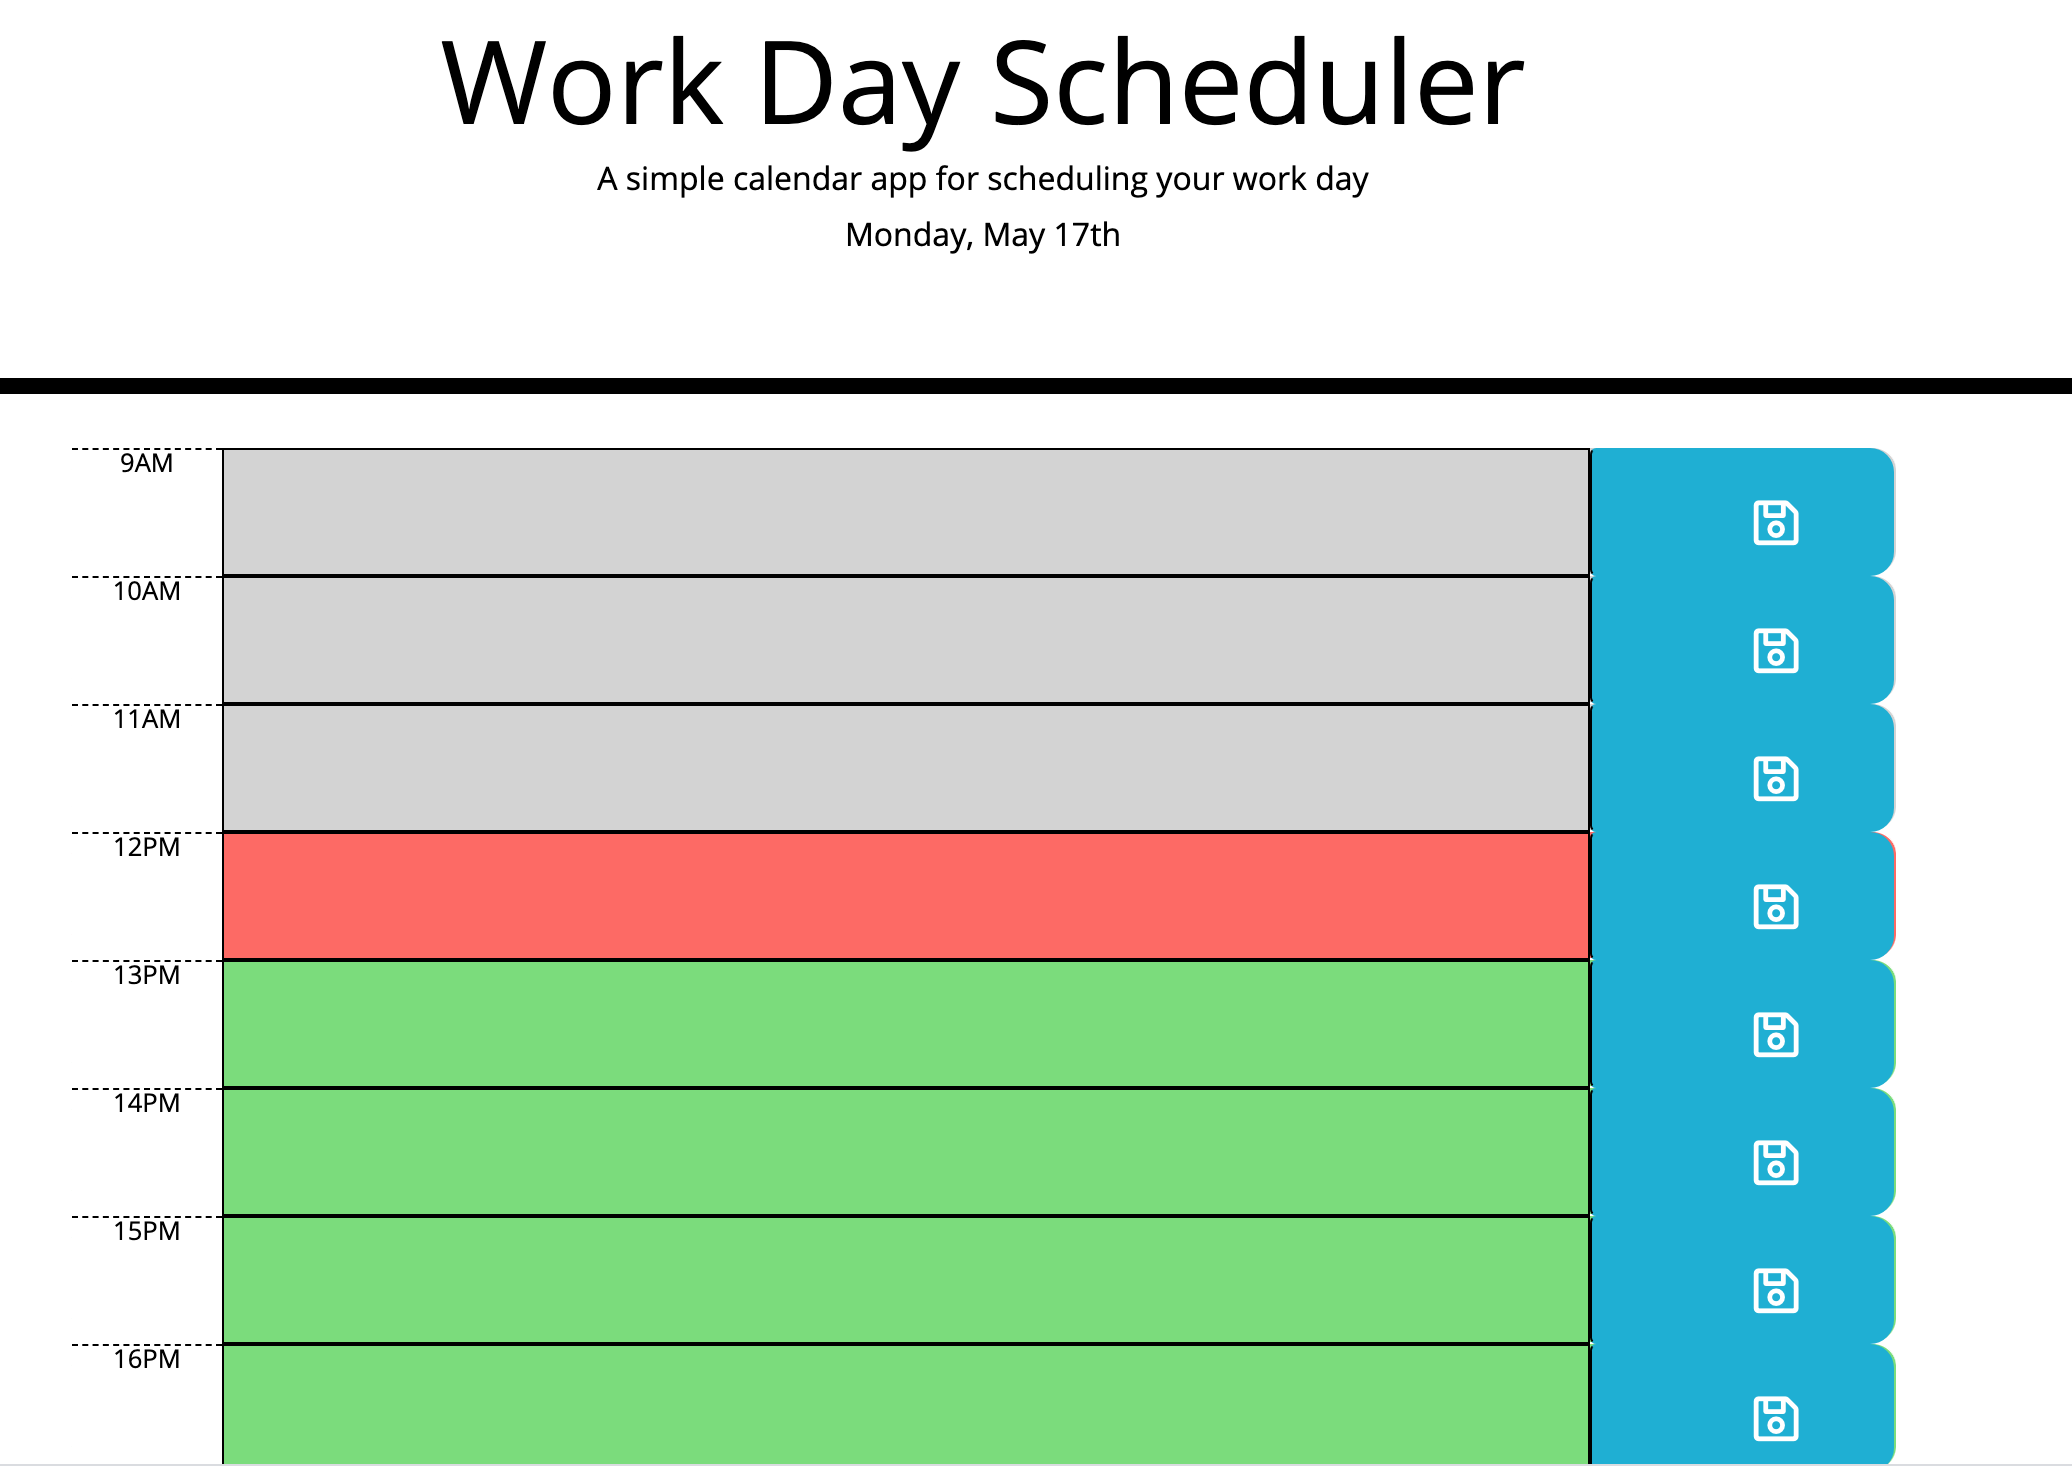 Work Day Scheduler
A simple calendar app for scheduling your work day
Monday, May 17th
9AM
10AM
11AM
12PM
13PM
14PM
15PM
16PM